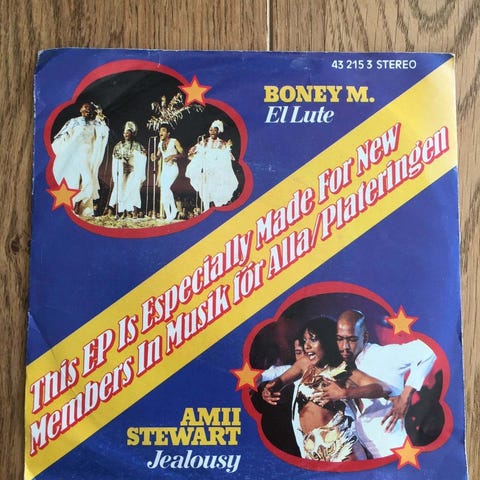 43 215 3 STEREO
BONEY M.
El Lute
This EP Is Especially Made For New
Members In Musik för Alla/Plateringen
AMII
STEWART
Jealousy